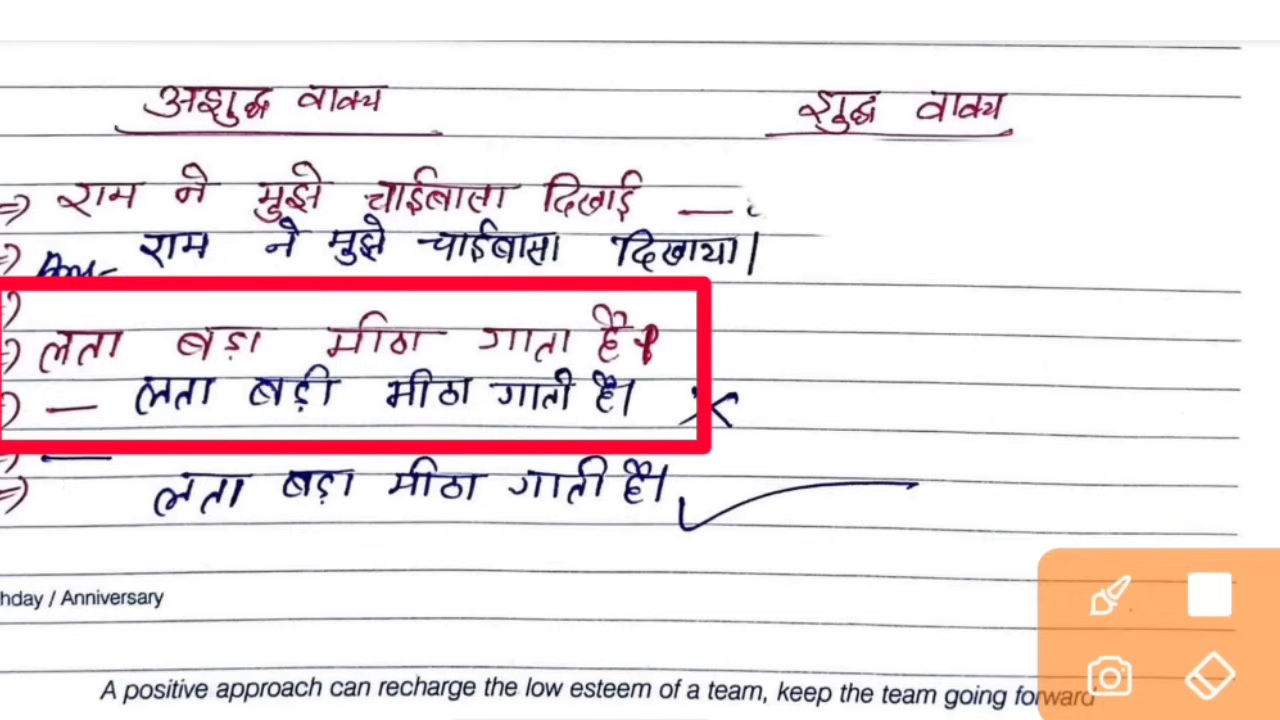 अशुद्ध वाक्य शुद्ध वाक्य
⇒ राम ने मुझे चाईबासा दिखाई —
⇒ Ans- राम ने मुझे चाईबासा दिखाया।
⇒ लता बड़ा मीठा गाता है।
— लता बड़ी मीठा गाती है। ×
⇒ लता बड़ा मीठा गाती है। ✓
hday / Anniversary
A positive approach can recharge the low esteem of a team, keep the team going forward